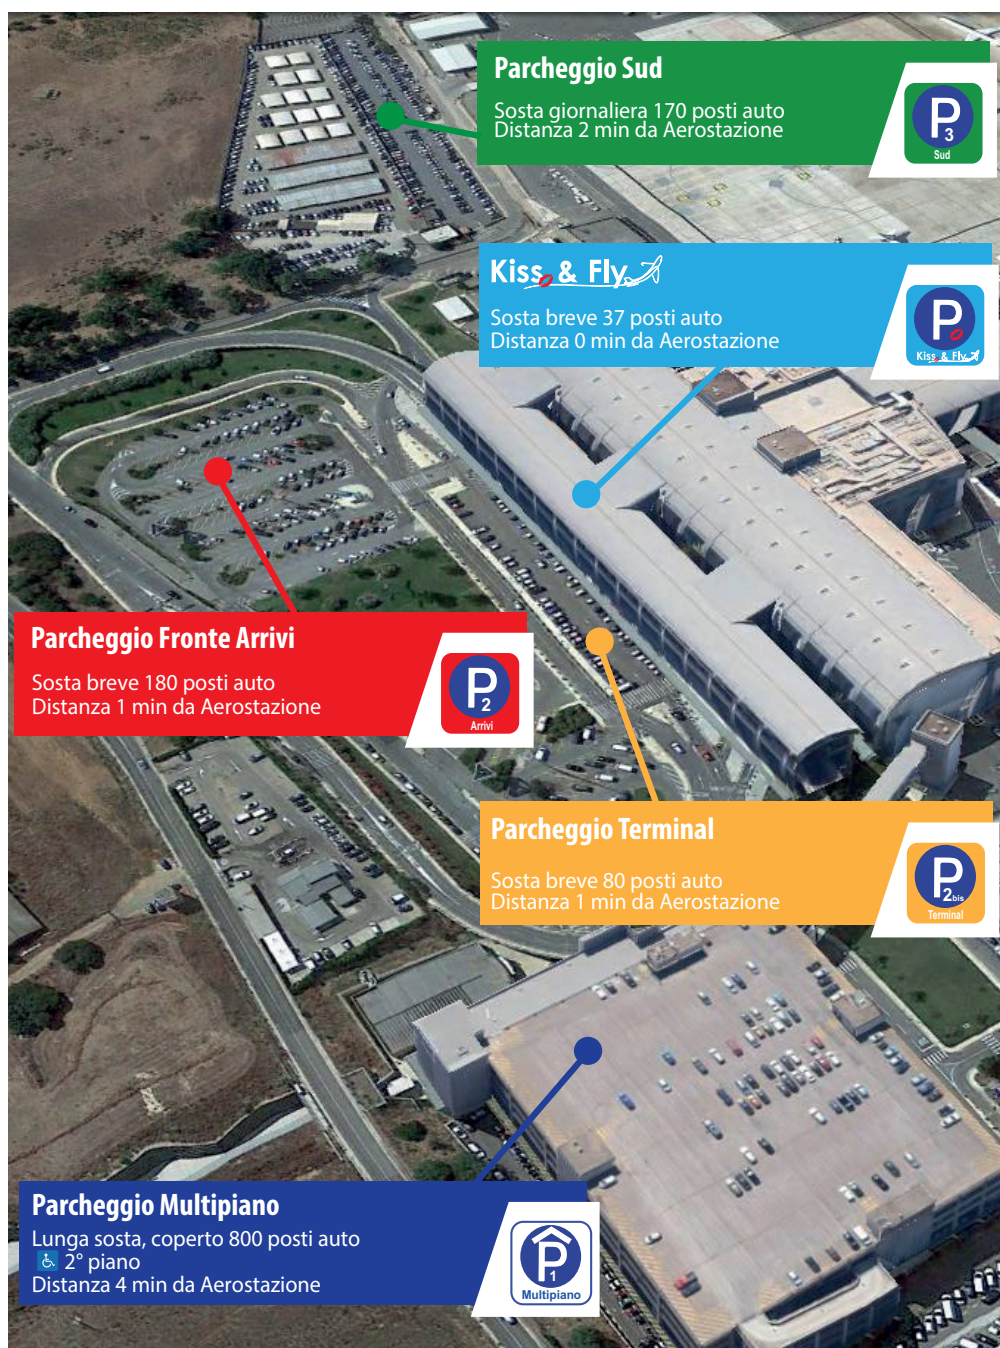 Parcheggio Sud
Sosta giornaliera 170 posti auto
Distanza 2 min da Aerostazione
P
3
Sud
Kiss & Fly
Sosta breve 37 posti auto
Distanza 0 min da Aerostazione
P
Kiss & Fly
Parcheggio Fronte Arrivi
Sosta breve 180 posti auto
Distanza 1 min da Aerostazione
P
2
Arrivi
Parcheggio Terminal
Sosta breve 80 posti auto
Distanza 1 min da Aerostazione
P
2bis
Terminal
Parcheggio Multipiano
Lunga sosta, coperto 800 posti auto
2° piano
Distanza 4 min da Aerostazione
P
1
Multipiano